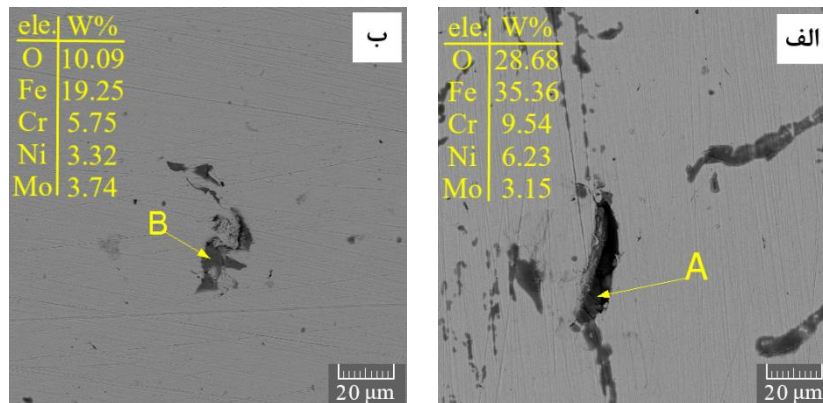 الف
ele. W%
O 28.68
Fe 35.36
Cr 9.54
Ni 6.23
Mo 3.15
A
20 µm
ب
ele. W%
O 10.09
Fe 19.25
Cr 5.75
Ni 3.32
Mo 3.74
B
20 µm